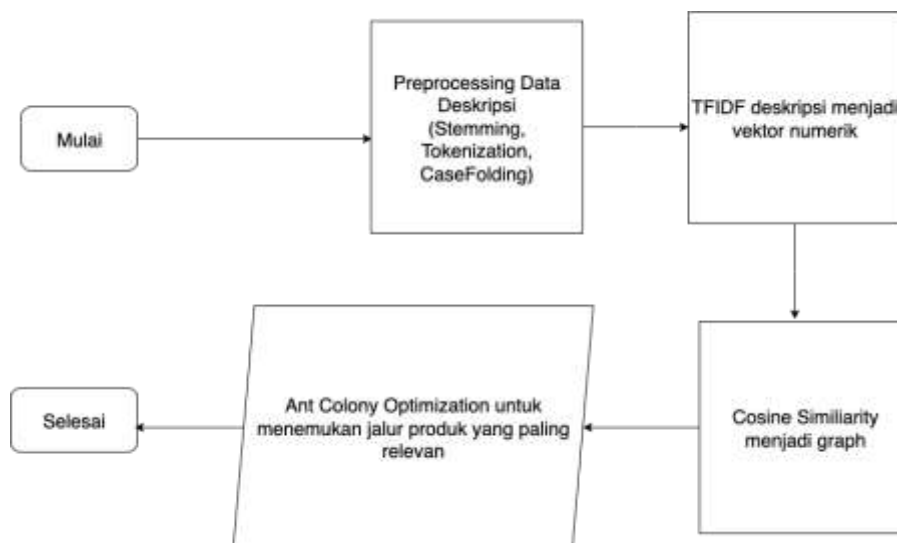 Mulai
Preprocessing Data
Deskripsi
(Stemming,
Tokenization,
CaseFolding)
TFIDF deskripsi menjadi
vektor numerik
Cosine Similiarity
menjadi graph
Ant Colony Optimization untuk
menemukan jalur produk yang paling
relevan
Selesai